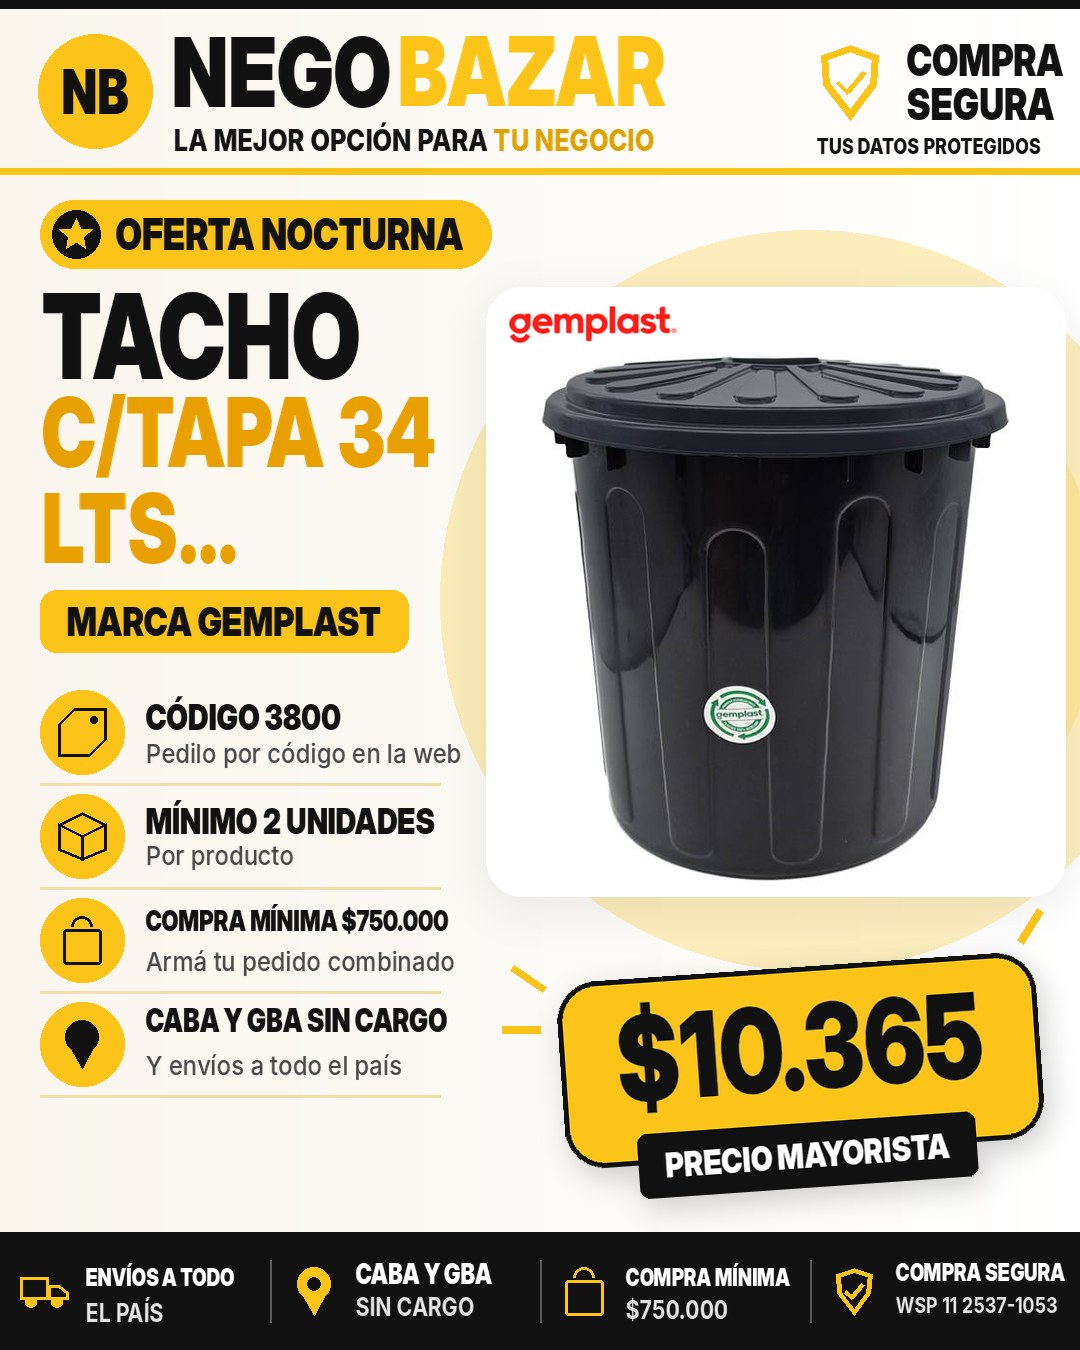 NB
NEGOBAZAR
LA MEJOR OPCIÓN PARA TU NEGOCIO
COMPRA
SEGURA
TUS DATOS PROTEGIDOS
OFERTA NOCTURNA
TACHO
C/TAPA 34
LTS...
MARCA GEMPLAST
gemplast.
gemplast.
CÓDIGO 3800
Pedilo por código en la web
MÍNIMO 2 UNIDADES
Por producto
COMPRA MÍNIMA $750.000
Armá tu pedido combinado
CABA Y GBA SIN CARGO
Y envíos a todo el país
$10.365
PRECIO MAYORISTA
ENVÍOS A TODO
EL PAÍS
CABA Y GBA
SIN CARGO
COMPRA MÍNIMA
$750.000
COMPRA SEGURA
WSP 11 2537-1053